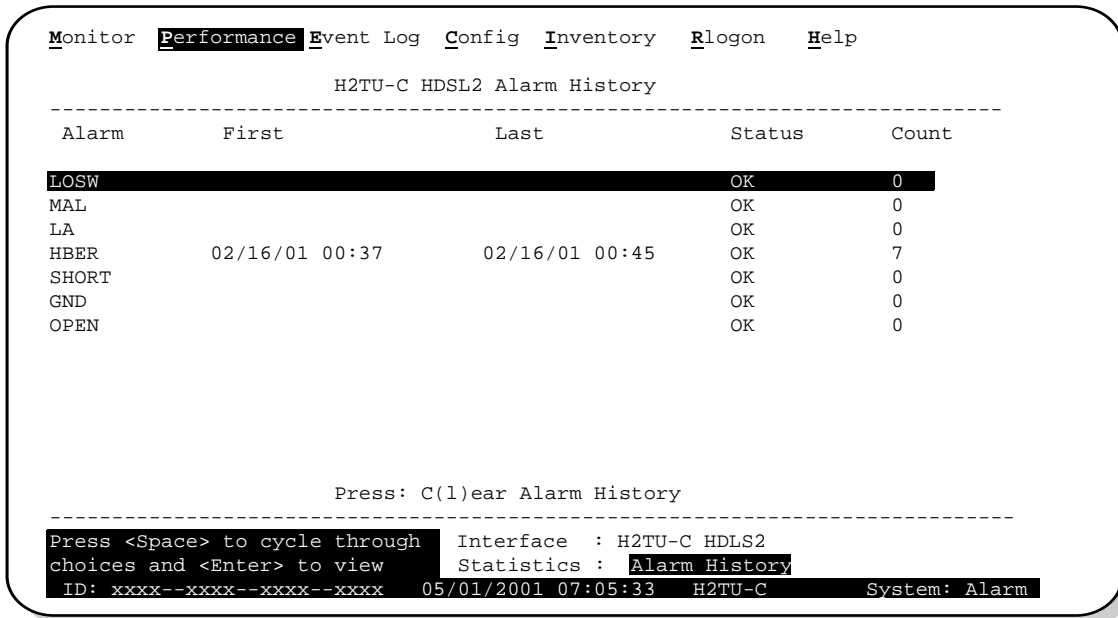 Monitor Performance Event Log Config Inventory Rlogon Help
H2TU-C HDSL2 Alarm History
--------------------------------------------------------------------------------
Alarm First Last Status Count
LOSW OK 0
MAL OK 0
LA OK 0
HBER 02/16/01 00:37 02/16/01 00:45 OK 7
SHORT OK 0
GND OK 0
OPEN OK 0
Press: C(l)ear Alarm History
--------------------------------------------------------------------------------
Press <Space> to cycle through Interface : H2TU-C HDLS2
choices and <Enter> to view Statistics : Alarm History
ID: xxxx--xxxx--xxxx--xxxx 05/01/2001 07:05:33 H2TU-C System: Alarm